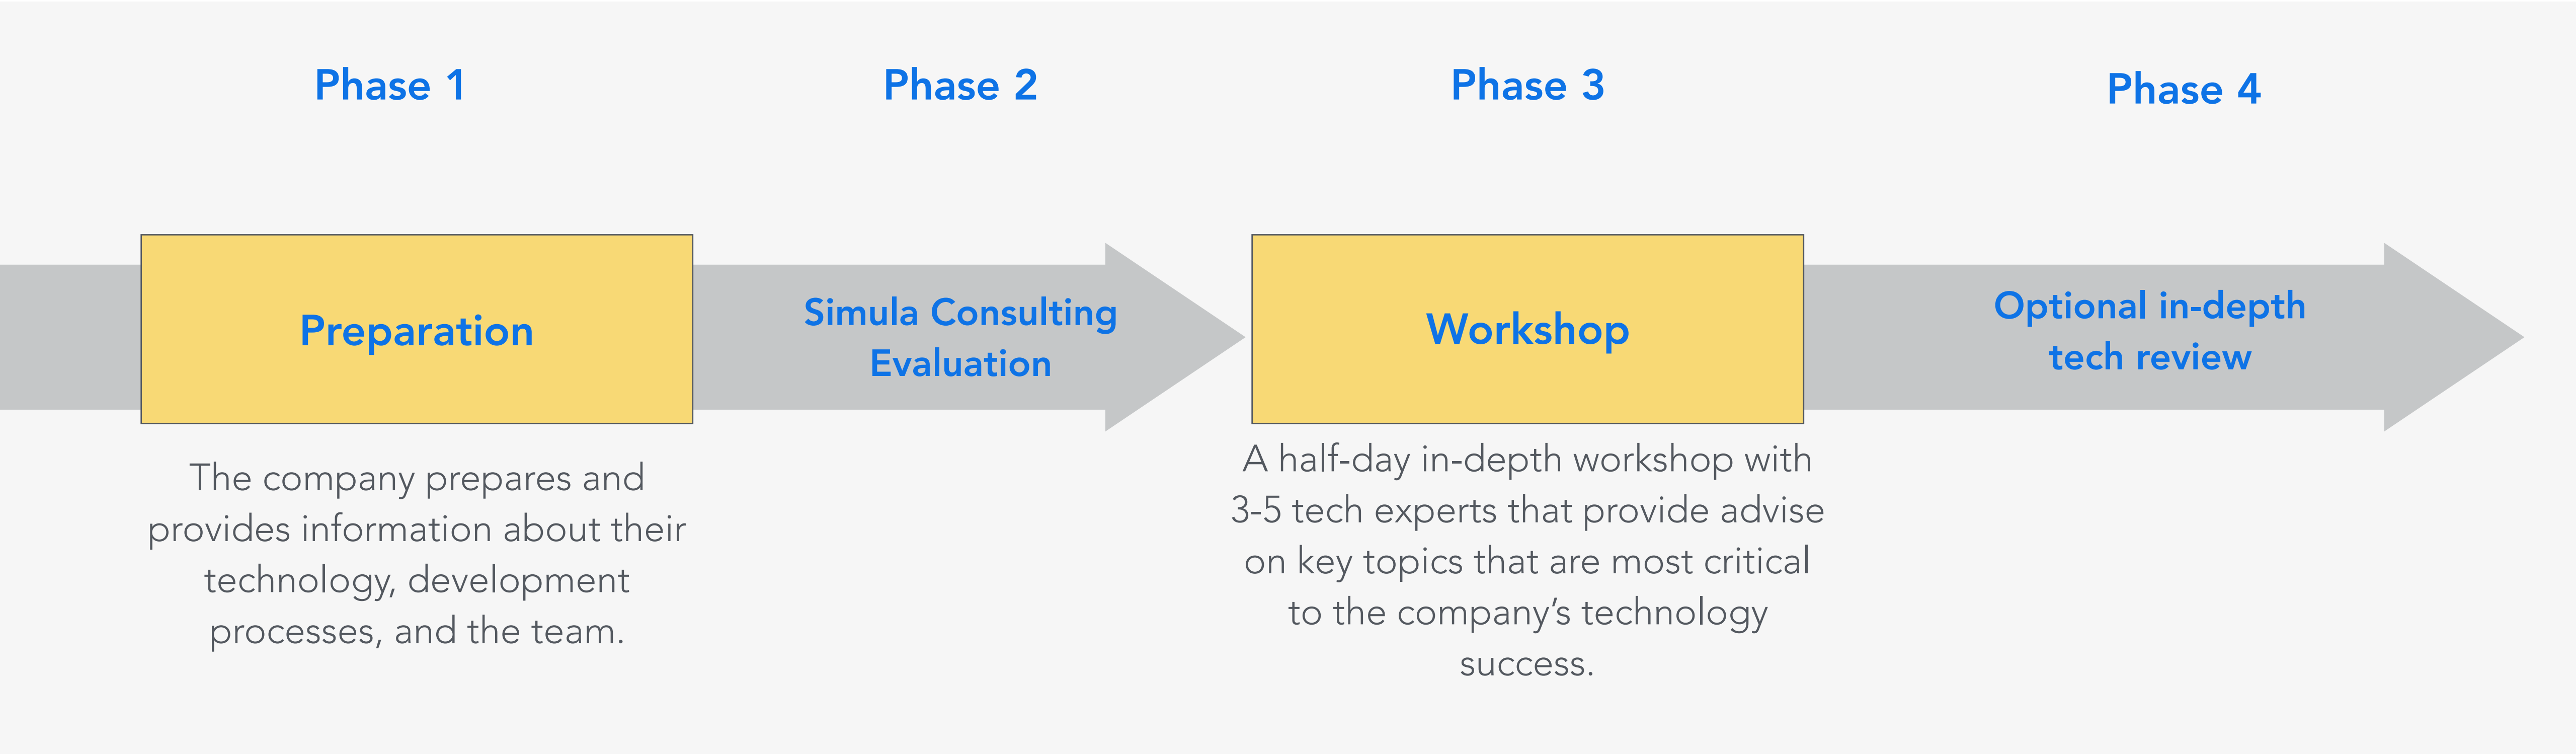 Phase 1
Phase 2
Phase 3
Phase 4
Preparation
Simula Consulting
Evaluation
Workshop
Optional in-depth
tech review
The company prepares and
provides information about their
technology, development
processes, and the team.
A half-day in-depth workshop with
3-5 tech experts that provide advise
on key topics that are most critical
to the company’s technology
success.